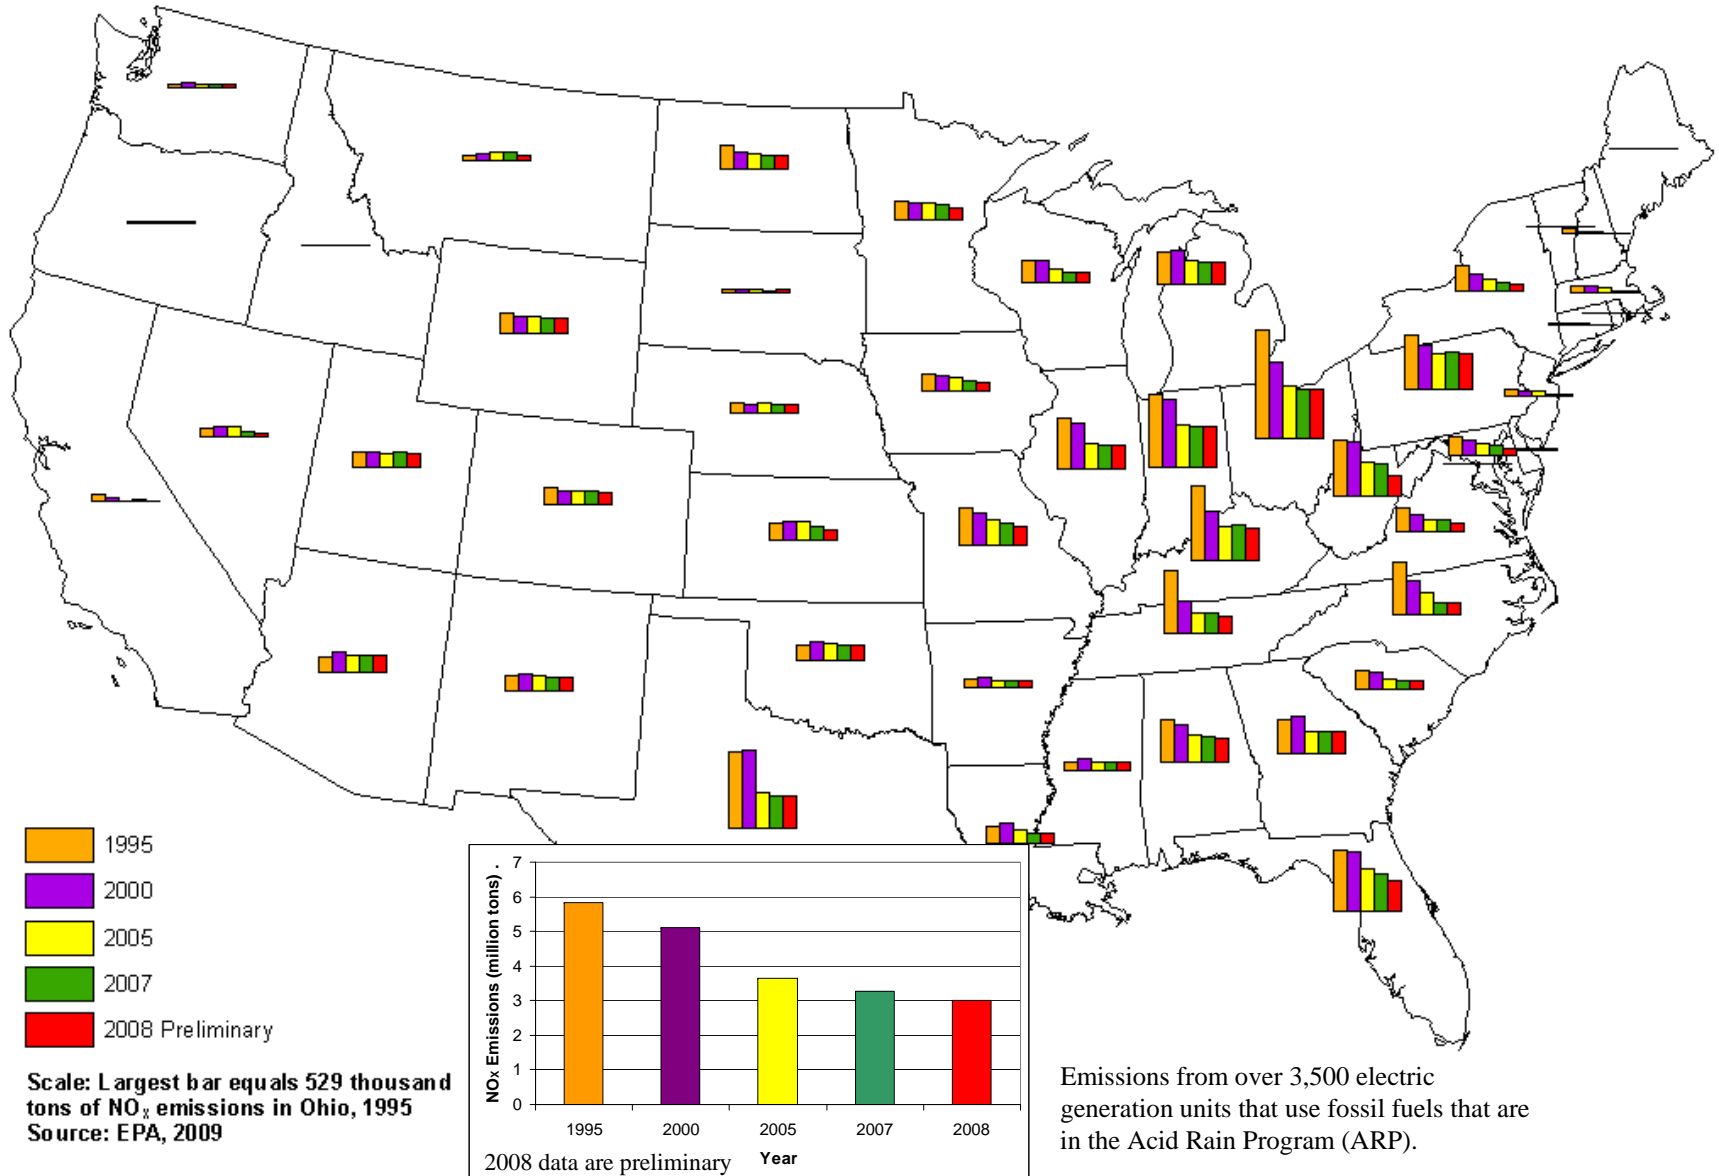 1995
2000
2005
2007
2008 Preliminary
Scale: Largest bar equals 529 thousand
tons of NOx emissions in Ohio, 1995
Source: EPA, 2009
NOx Emissions (million tons) .
7
6
5
4
3
2
1
0
1995 2000 2005 2007 2008
Year
2008 data are preliminary
Emissions from over 3,500 electric
generation units that use fossil fuels that are
in the Acid Rain Program (ARP).